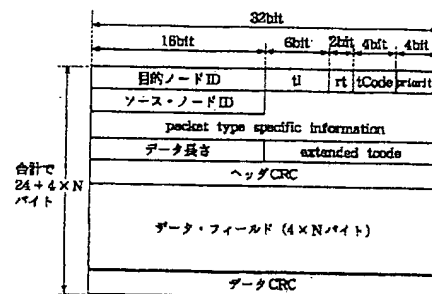 32bit
16bit 6bit 2bit 4bit 4bit
目的ノードID tl rt tCode priority
ソース・ノードID
packet type specific information
データ長さ extended tcode
ヘッダCRC
合計で
24+4×N
バイト
データ・フィールド (4×Nバイト)
データCRC